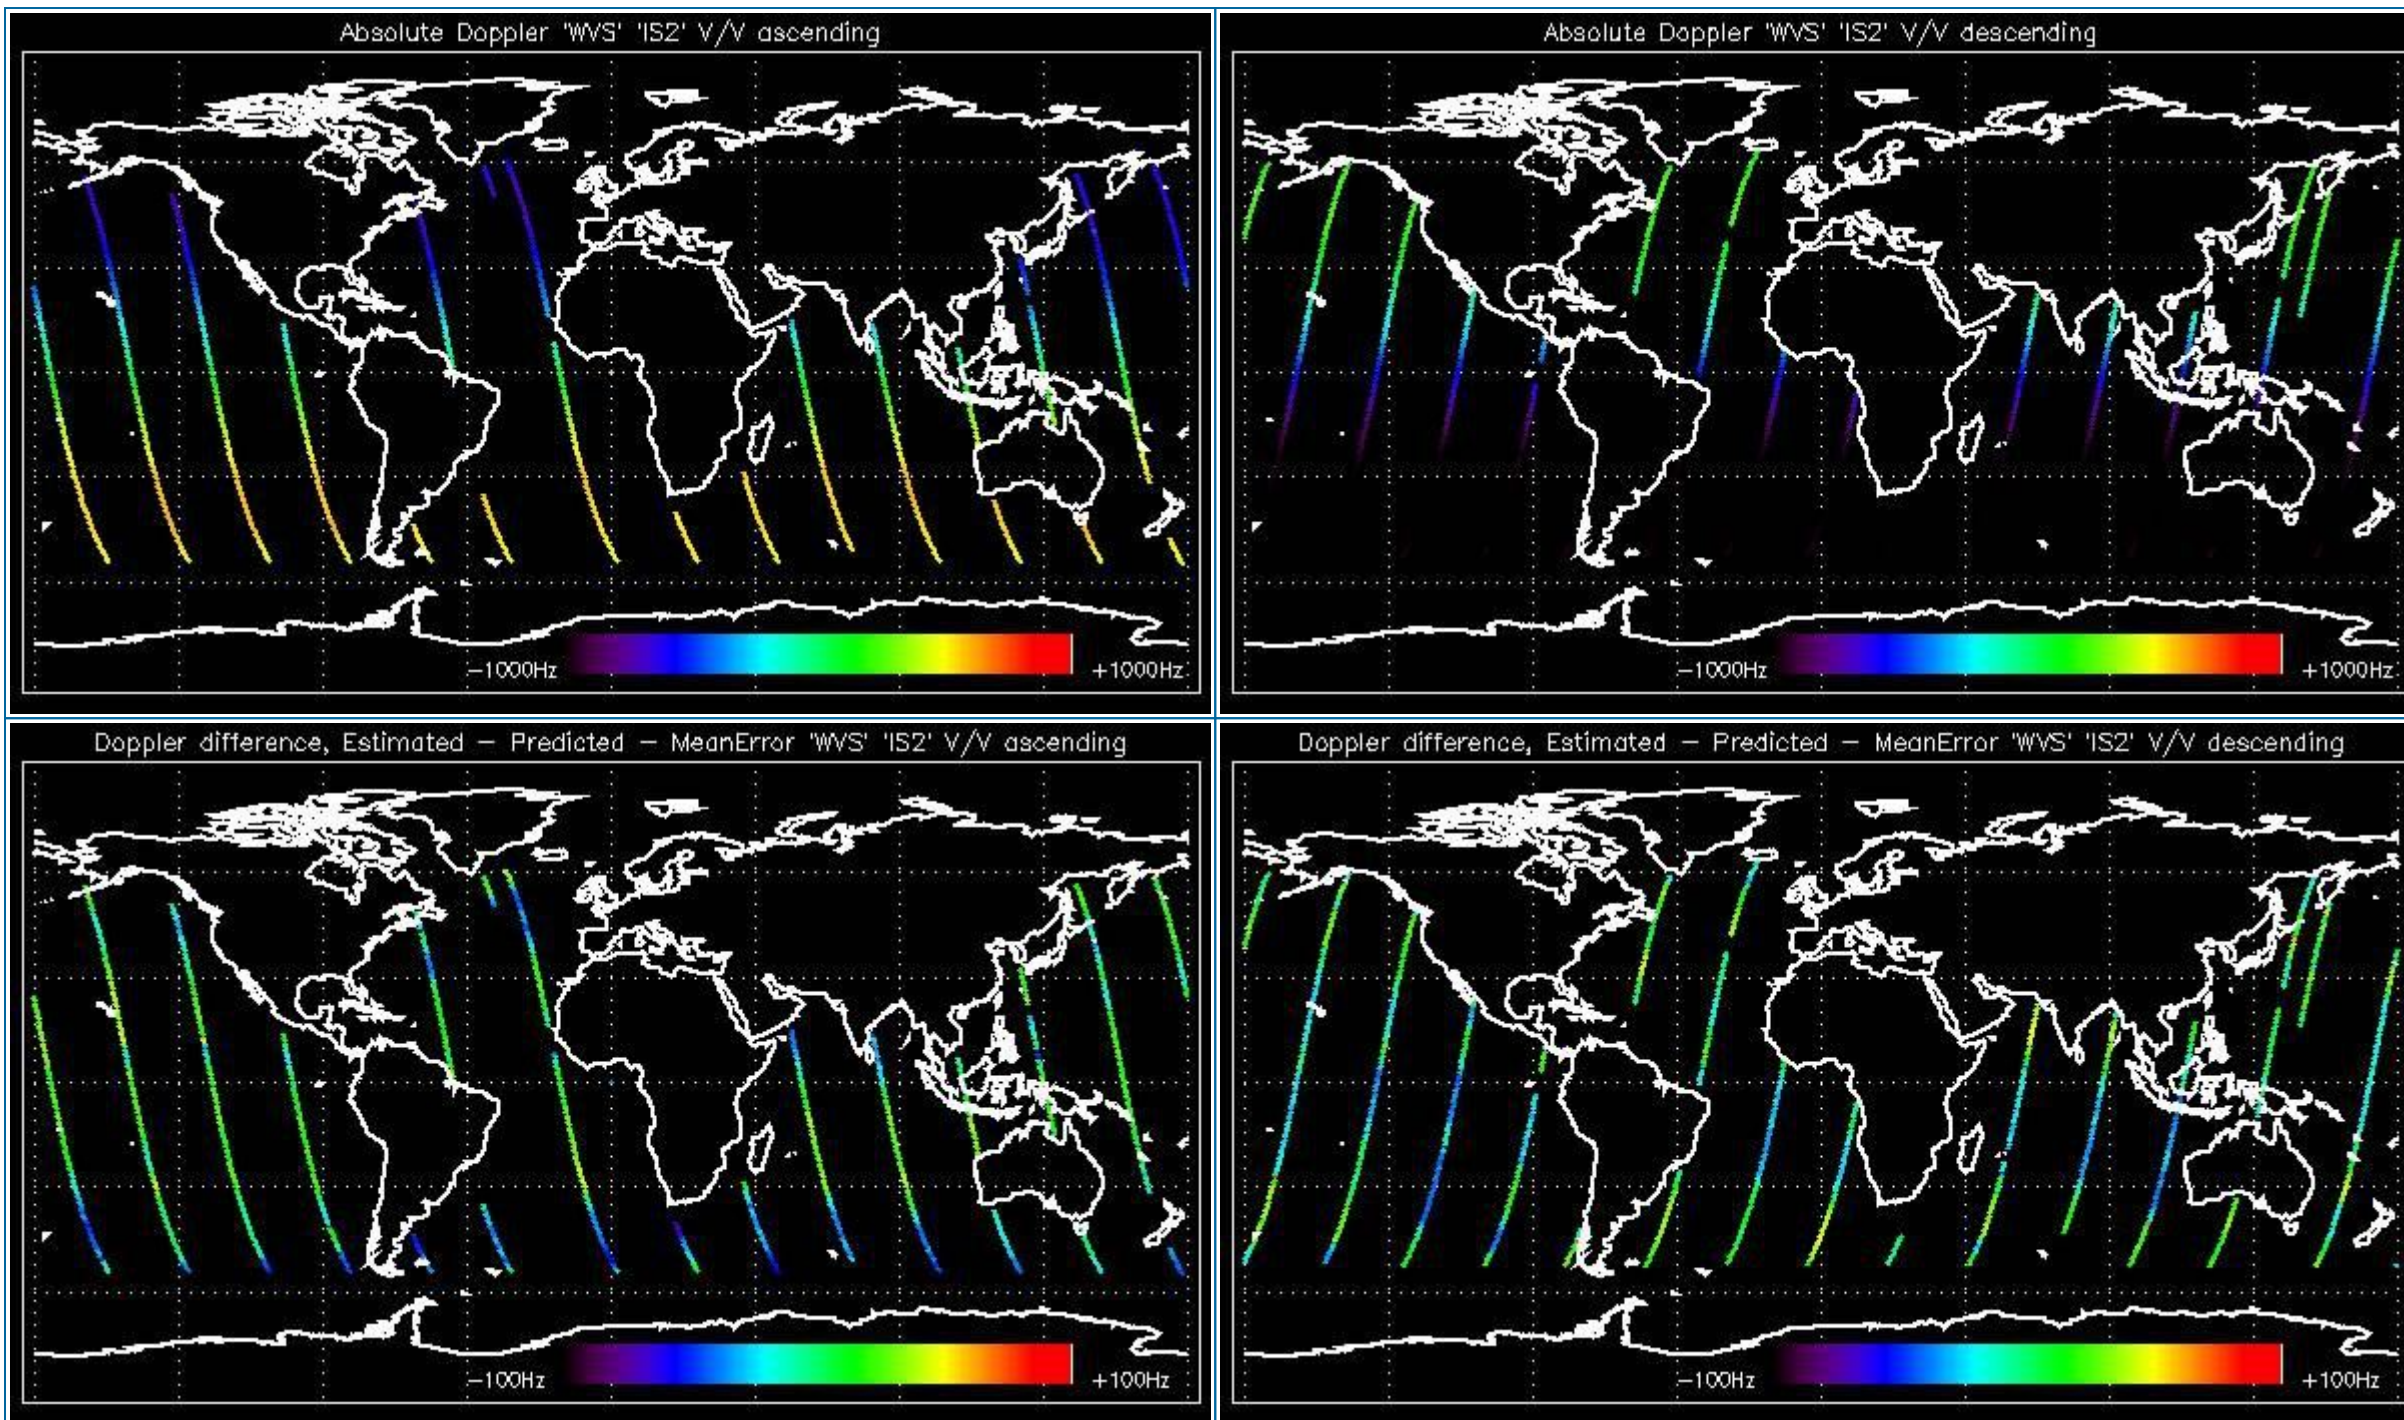 Absolute Doppler 'WVS' 'IS2' V/V ascending
-1000Hz
+1000Hz
Absolute Doppler 'WVS' 'IS2' V/V descending
-1000Hz
+1000Hz
Doppler difference, Estimated - Predicted - MeanError 'WVS' 'IS2' V/V ascending
-100Hz
+100Hz
Doppler difference, Estimated - Predicted - MeanError 'WVS' 'IS2' V/V descending
-100Hz
+100Hz